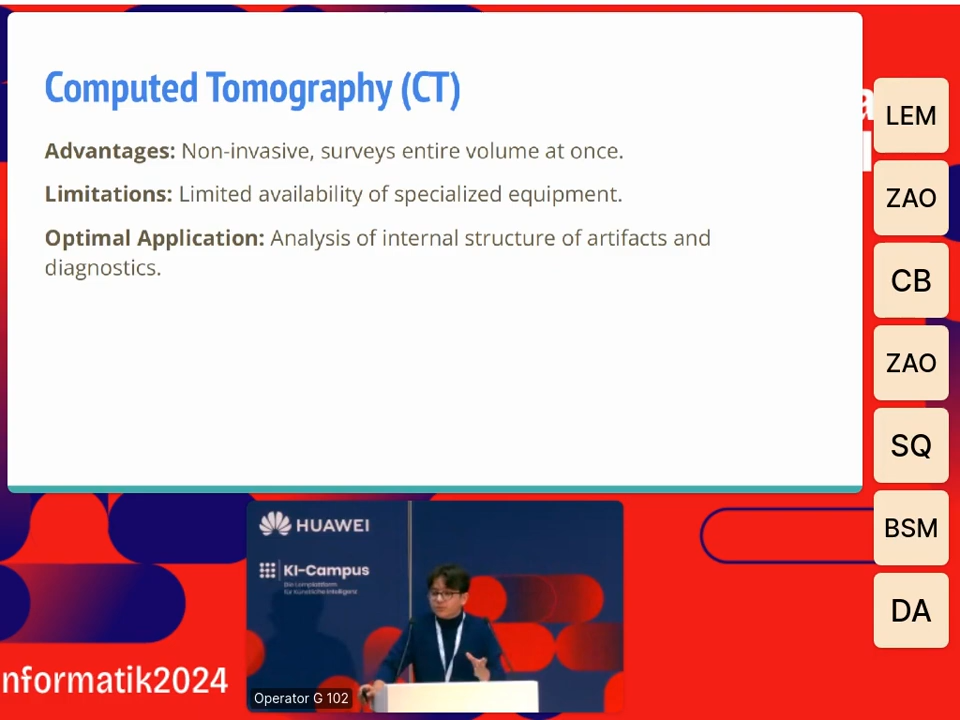 Computed Tomography (CT)
Advantages: Non-invasive, surveys entire volume at once.
Limitations: Limited availability of specialized equipment.
Optimal Application: Analysis of internal structure of artifacts and
diagnostics.
LEM
ZAO
CB
ZAO
SQ
BSM
DA
HUAWEI
KI-Campus
Die Lernplattform
für Künstliche Intelligenz
Operator G 102
nformatik2024